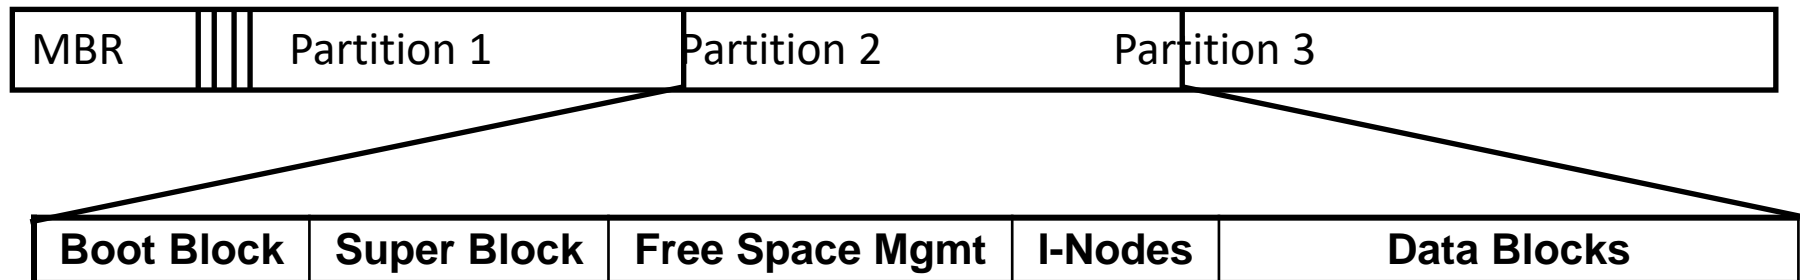 MBR Partition 1 Partition 2 Partition 3
Boot Block Super Block Free Space Mgmt I-Nodes Data Blocks